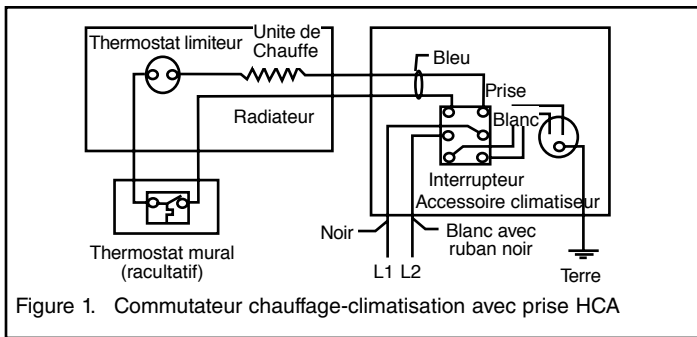 Unite de
Chauffe
Thermostat limiteur
Bleu
Prise
Radiateur
Blanc
Interrupteur
Accessoire climatiseur
Noir
Blanc avec
ruban noir
Thermostat mural
(racultatif)
L1 L2
Terre
Figure 1. Commutateur chauffage-climatisation avec prise HCA